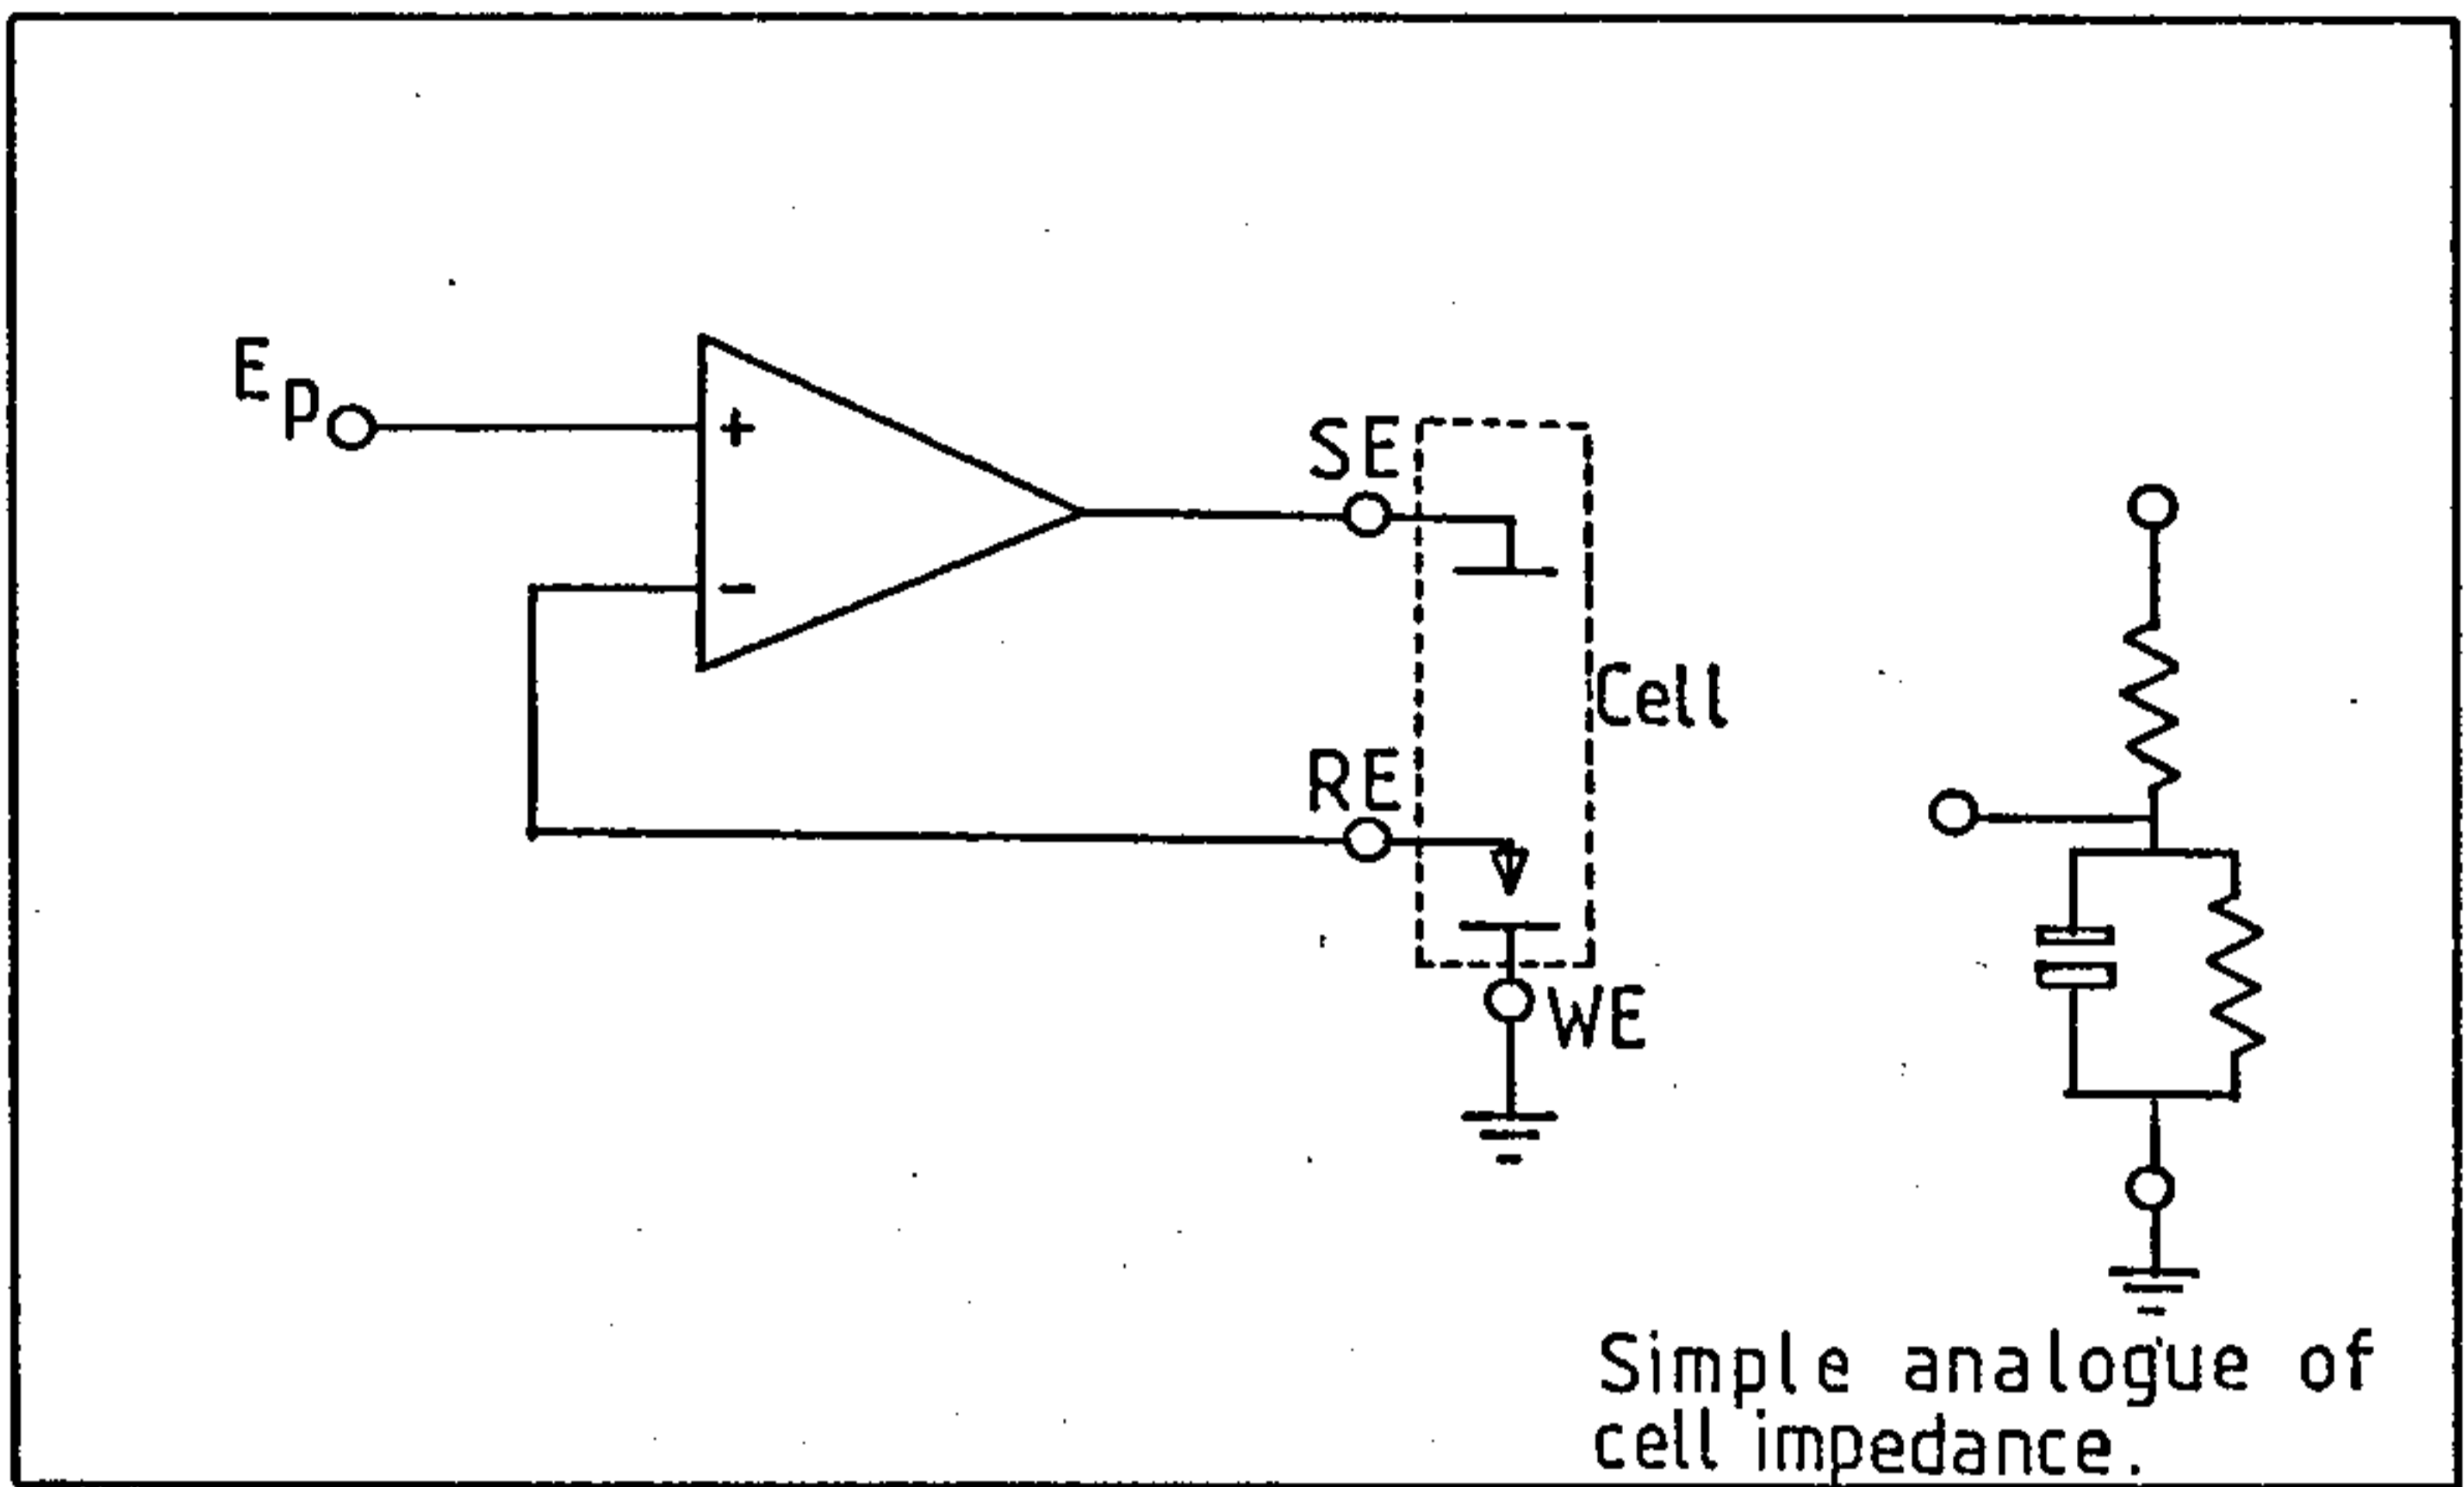 Ep
+
-
SE
Cell
RE
WE
Simple analogue of
cell impedance.